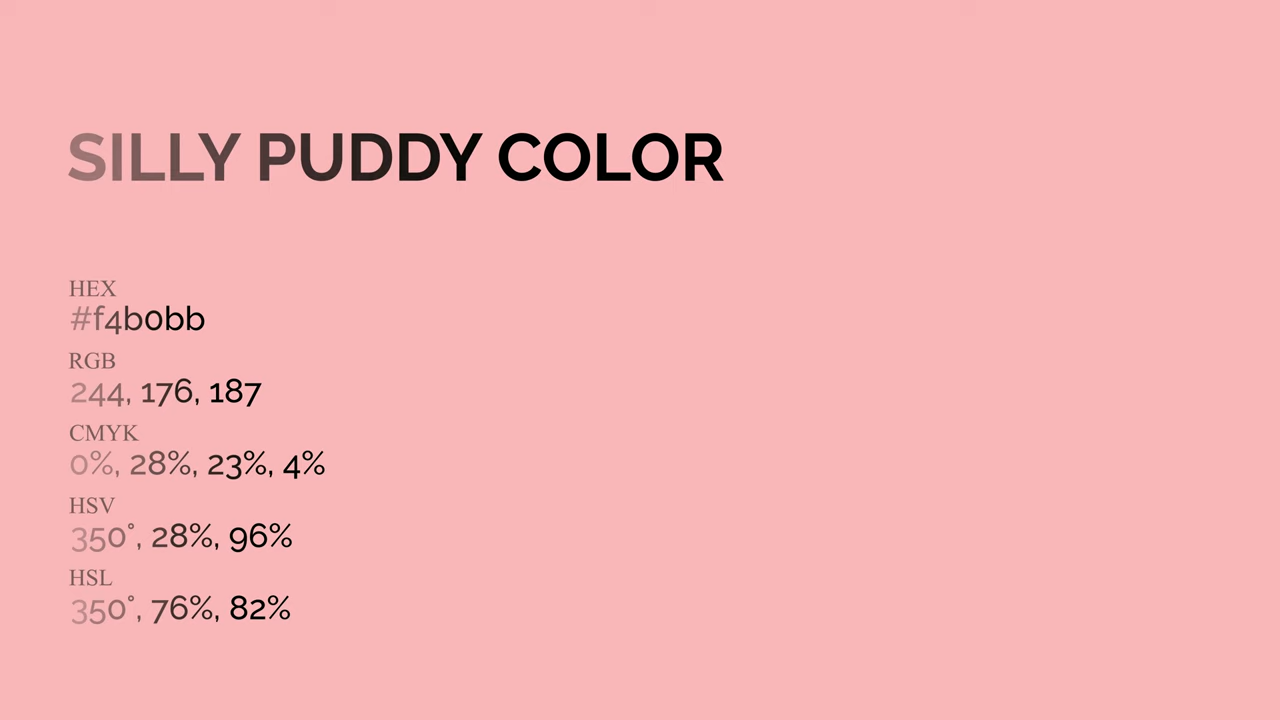 SILLY PUDDY COLOR
HEX
#f4b0bb
RGB
244, 176, 187
CMYK
0%, 28%, 23%, 4%
HSV
350°, 28%, 96%
HSL
350°, 76%, 82%